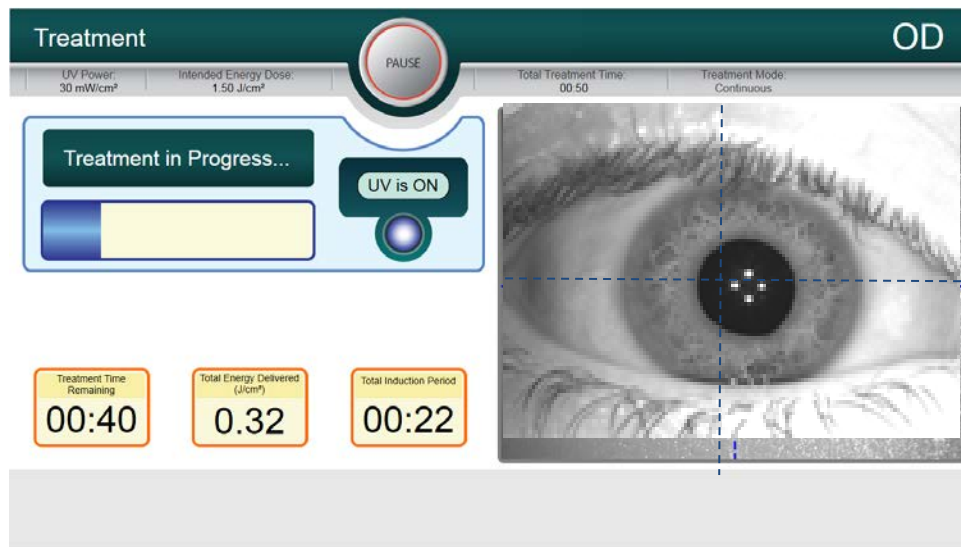 Treatment
PAUSE
OD
UV Power:
30 mW/cm²
Intended Energy Dose:
1.50 J/cm²
Total Treatment Time:
00:50
Treatment Mode:
Continuous
Treatment in Progress...
UV is ON
Treatment Time
Remaining
00:40
Total Energy Delivered
(J/cm²)
0.32
Total Induction Period
00:22